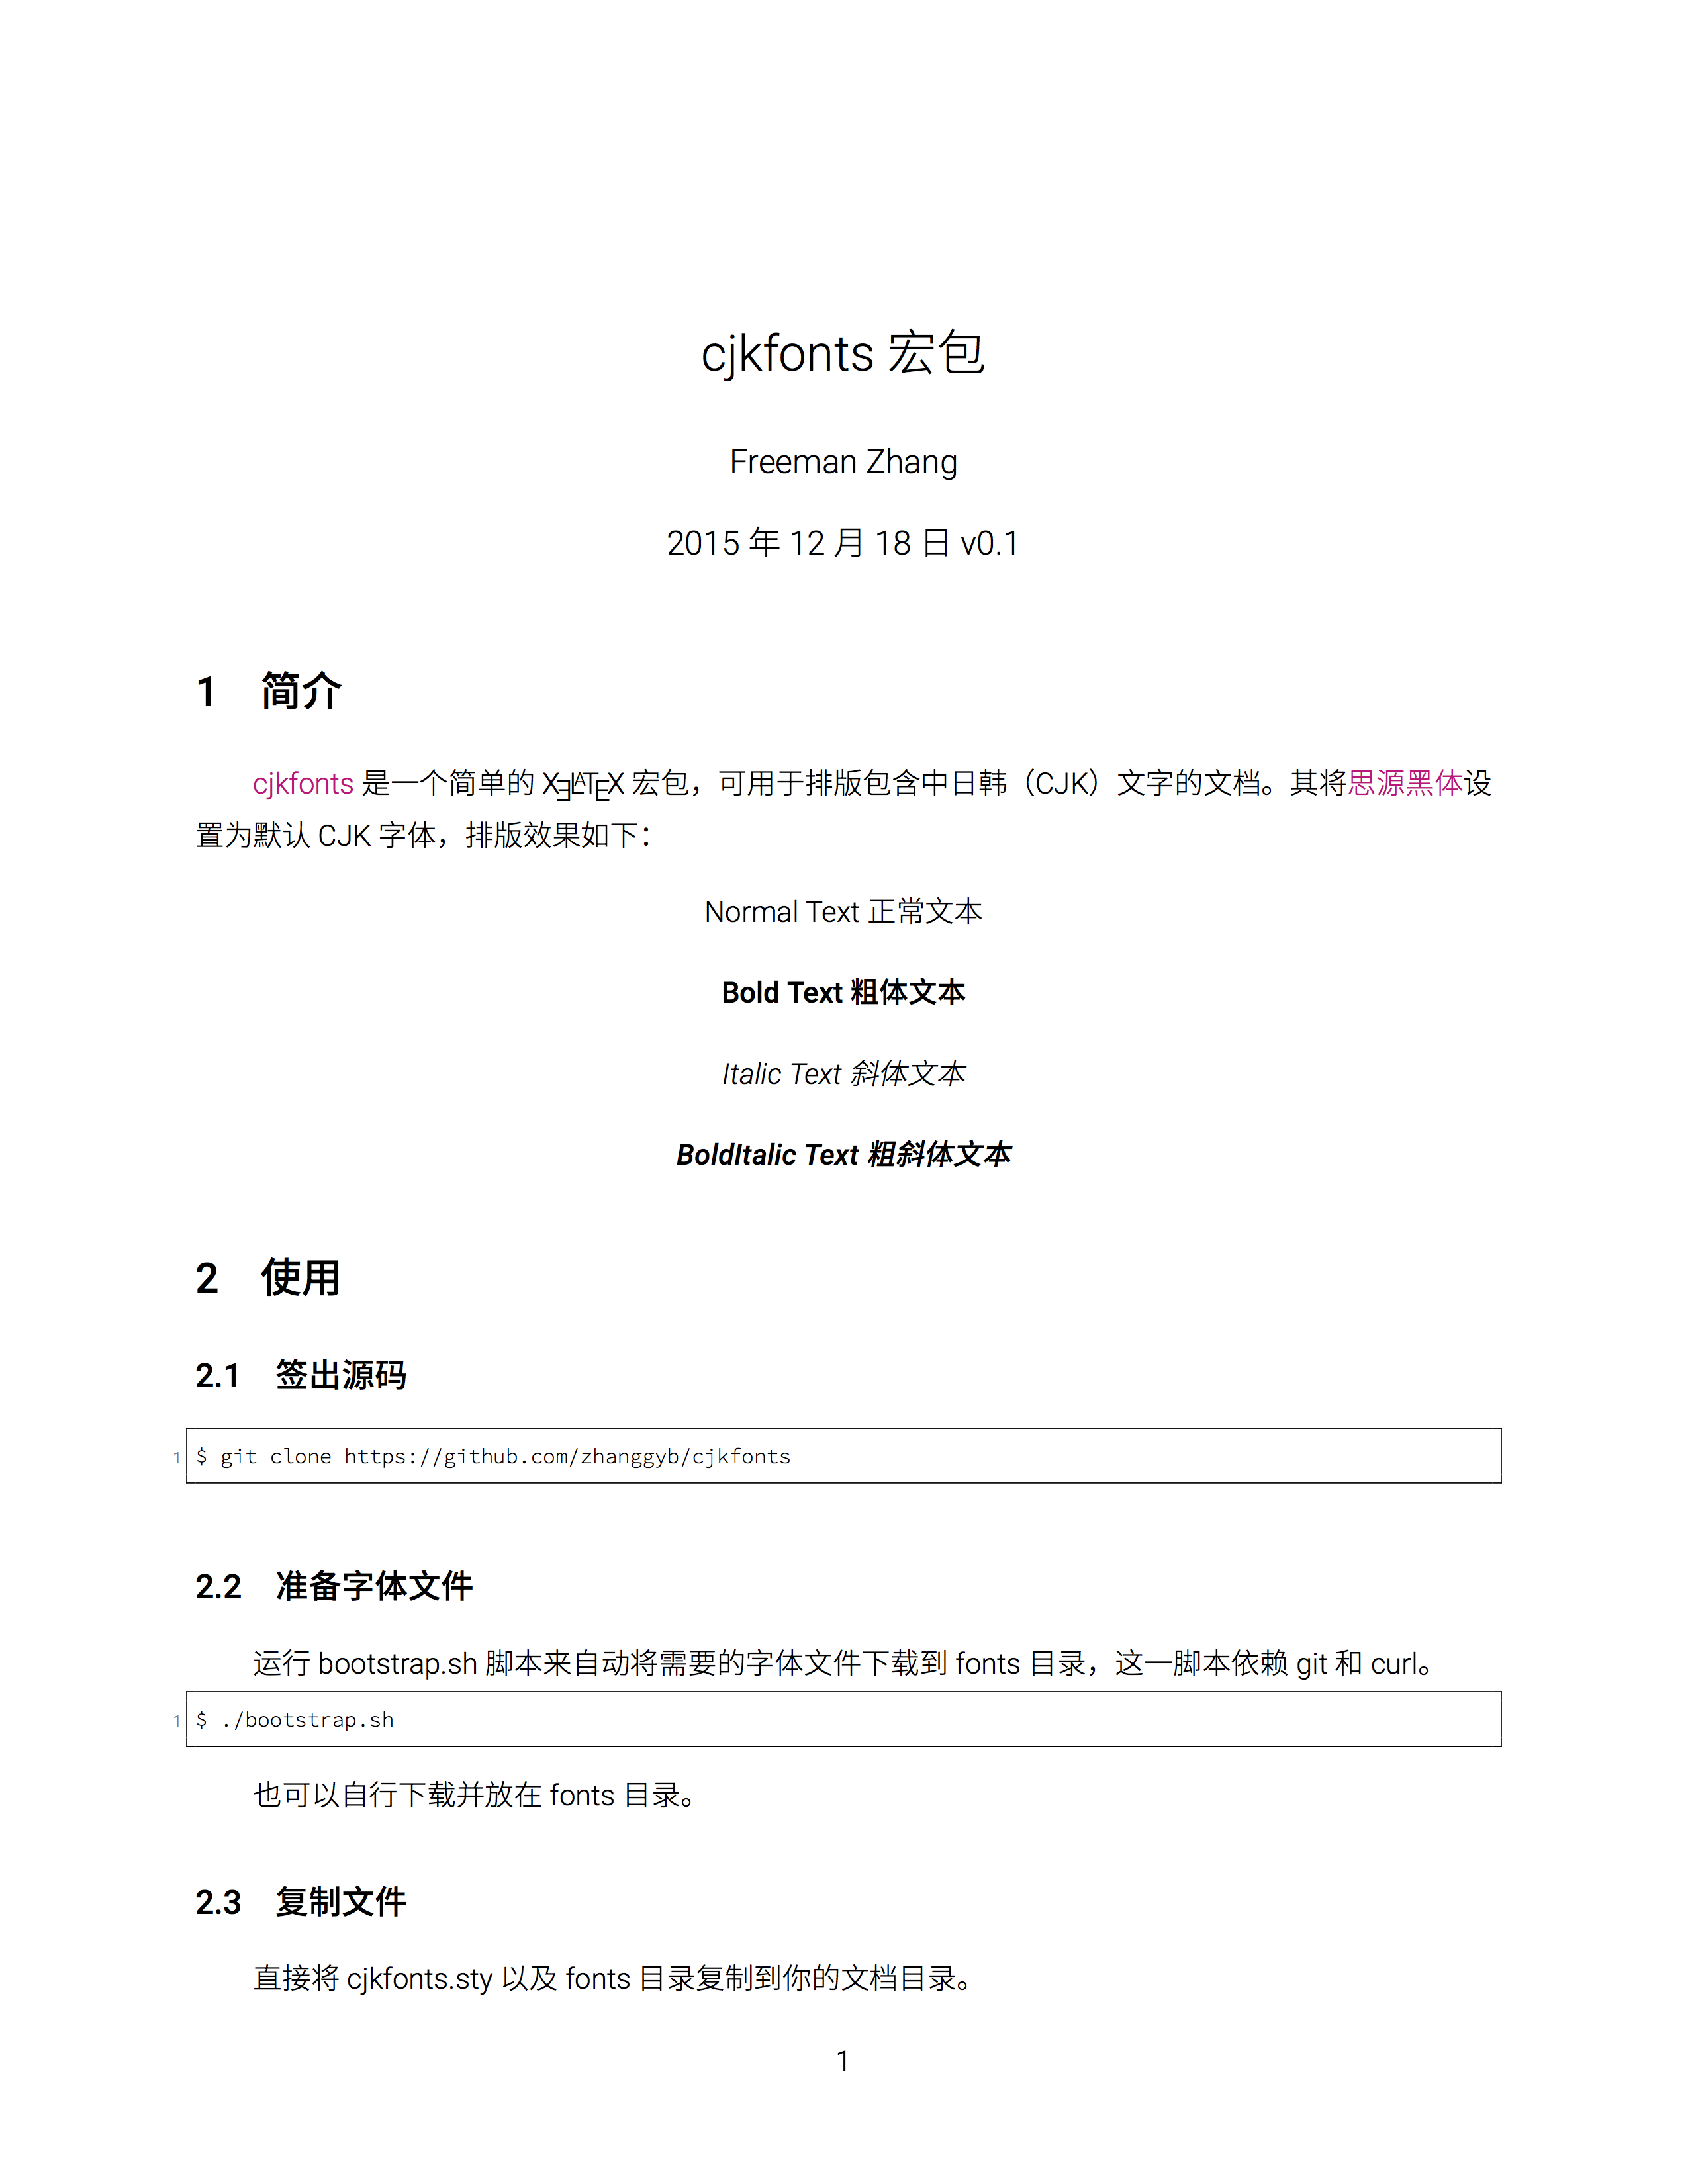 cjkfonts 宏包
Freeman Zhang
2015 年 12 月 18 日 v0.1
1 简介
cjkfonts 是一个简单的 XƎLATEX 宏包，可用于排版包含中日韩（CJK）文字的文档。其将思源黑体设
置为默认 CJK 字体，排版效果如下：
Normal Text 正常文本
Bold Text 粗体文本
Italic Text 斜体文本
BoldItalic Text 粗斜体文本
2 使用
2.1 签出源码
1 $ git clone https://github.com/zhanggyb/cjkfonts
2.2 准备字体文件
运行 bootstrap.sh 脚本来自动将需要的字体文件下载到 fonts 目录，这一脚本依赖 git 和 curl。
1 $ ./bootstrap.sh
也可以自行下载并放在 fonts 目录。
2.3 复制文件
直接将 cjkfonts.sty 以及 fonts 目录复制到你的文档目录。
1